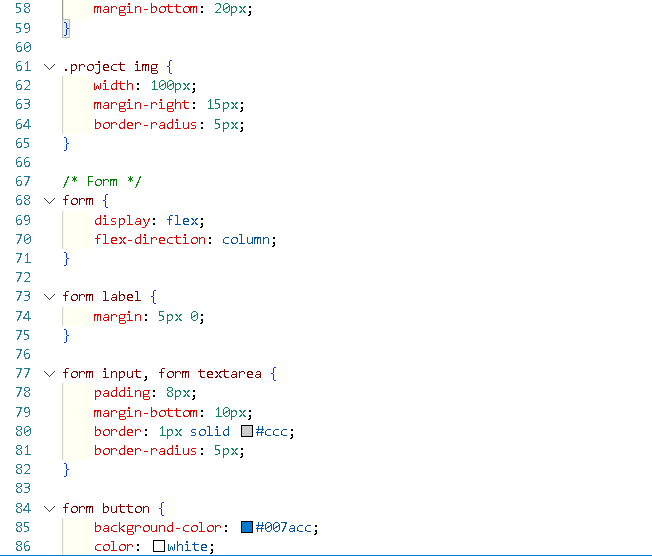 58 margin-bottom: 20px;
59 }
60
61 .project img {
62 width: 100px;
63 margin-right: 15px;
64 border-radius: 5px;
65 }
66
67 /* Form */
68 form {
69 display: flex;
70 flex-direction: column;
71 }
72
73 form label {
74 margin: 5px 0;
75 }
76
77 form input, form textarea {
78 padding: 8px;
79 margin-bottom: 10px;
80 border: 1px solid #ccc;
81 border-radius: 5px;
82 }
83
84 form button {
85 background-color: #007acc;
86 color: white;